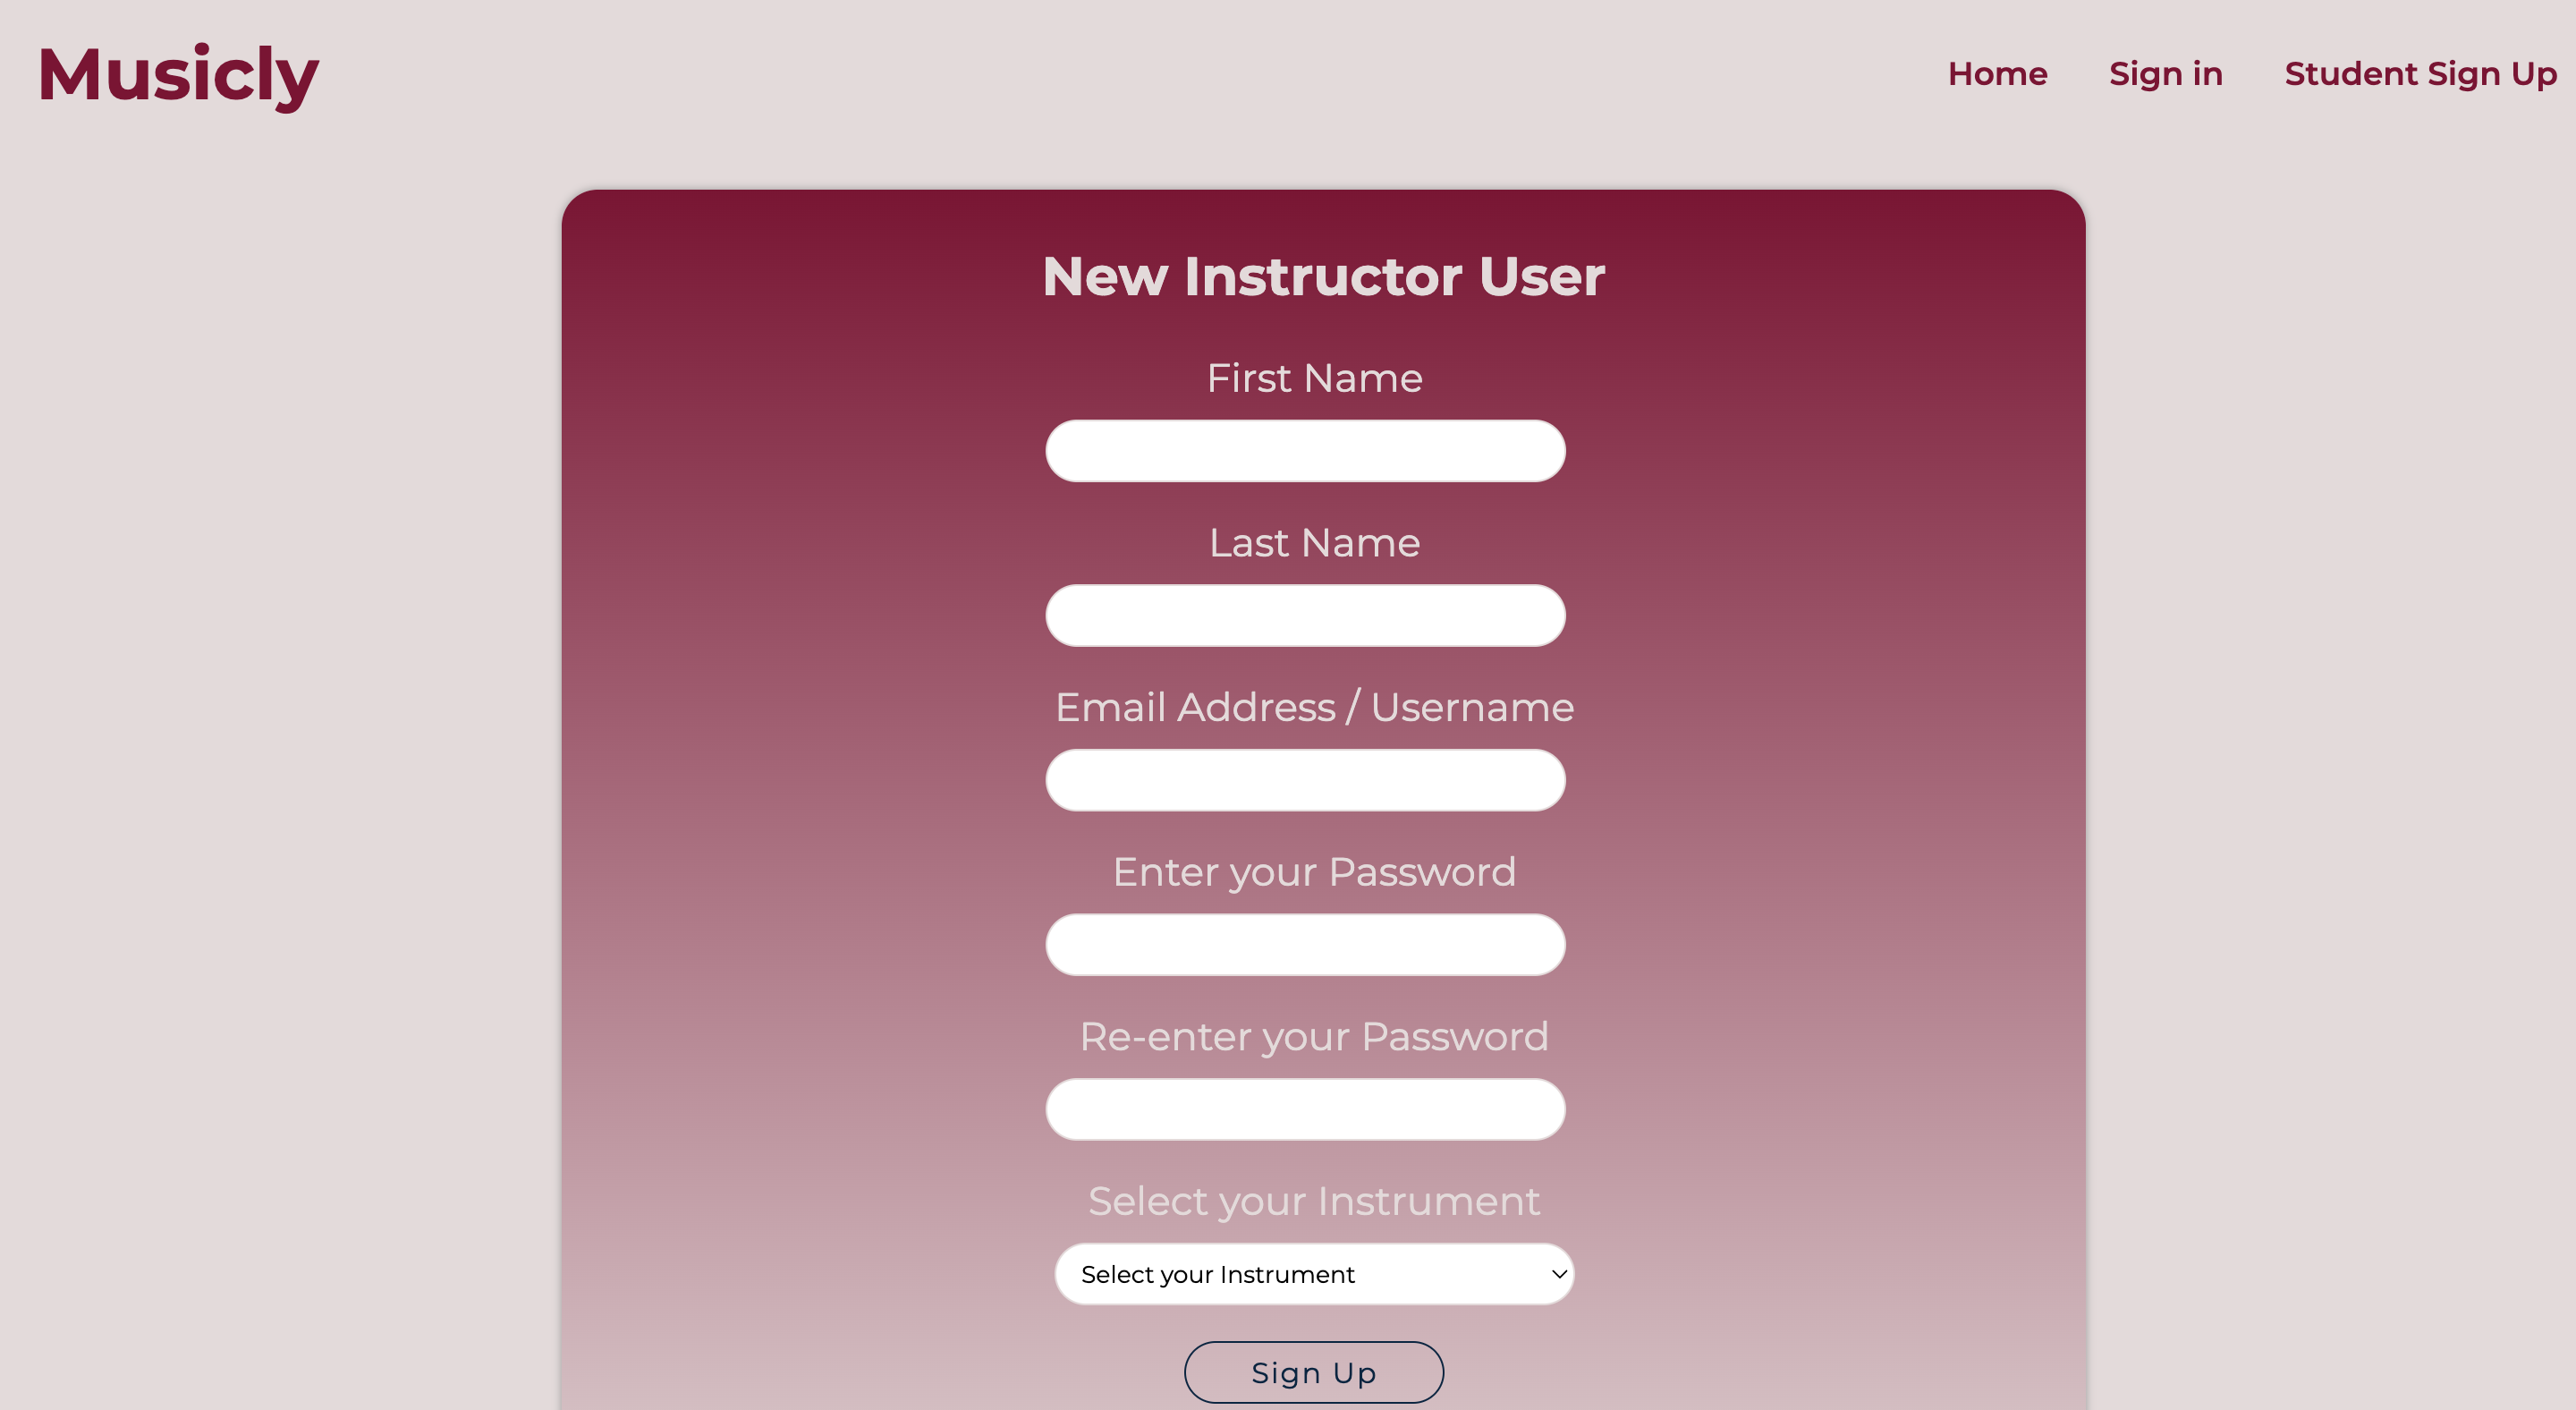 Musicly
Home Sign in Student Sign Up
New Instructor User
First Name
Last Name
Email Address / Username
Enter your Password
Re-enter your Password
Select your Instrument
Select your Instrument
Sign Up